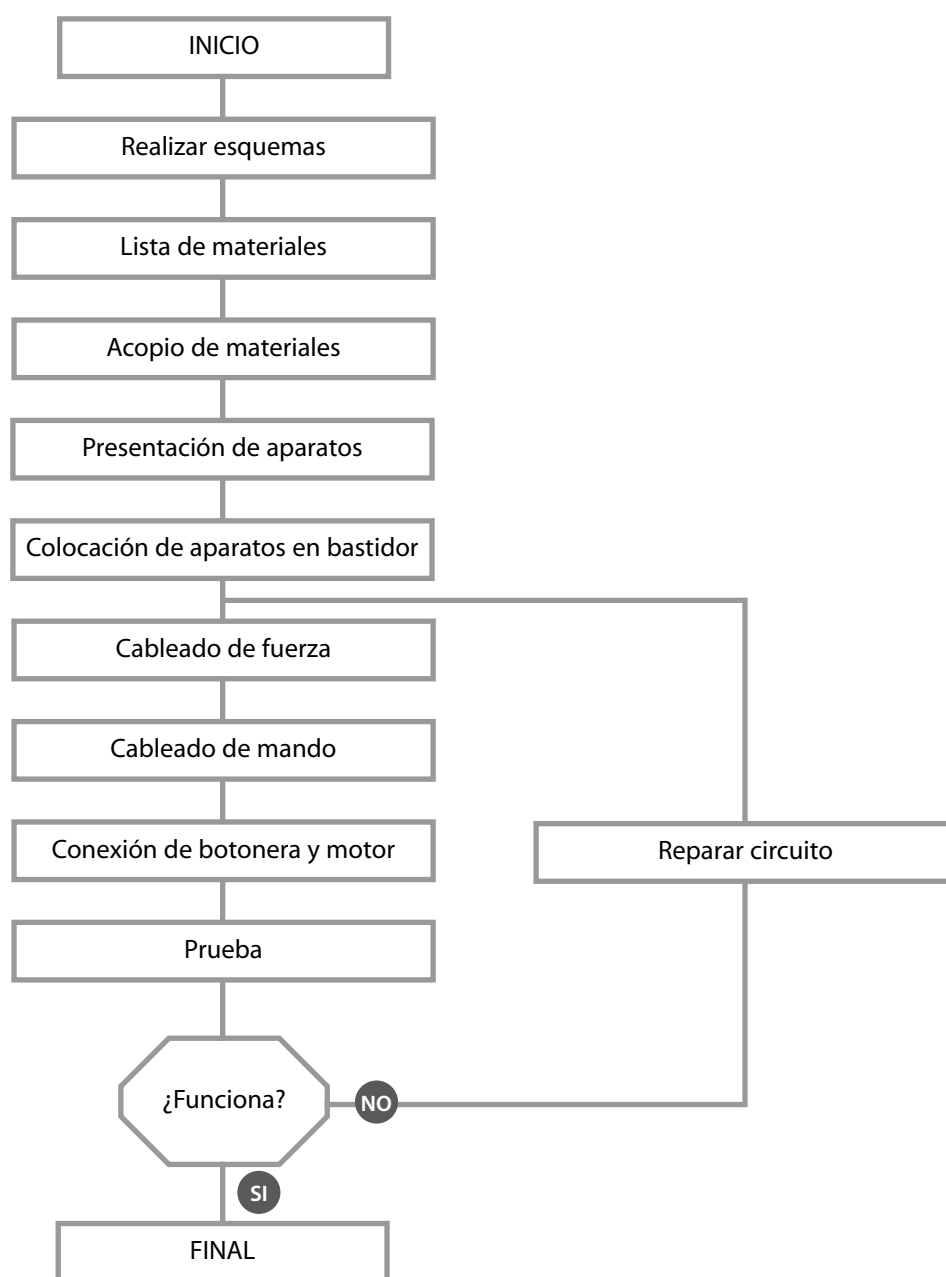 INICIO
Realizar esquemas
Lista de materiales
Acopio de materiales
Presentación de aparatos
Colocación de aparatos en bastidor
Cableado de fuerza
Cableado de mando
Conexión de botonera y motor
Reparar circuito
Prueba
¿Funciona?
NO
SI
FINAL